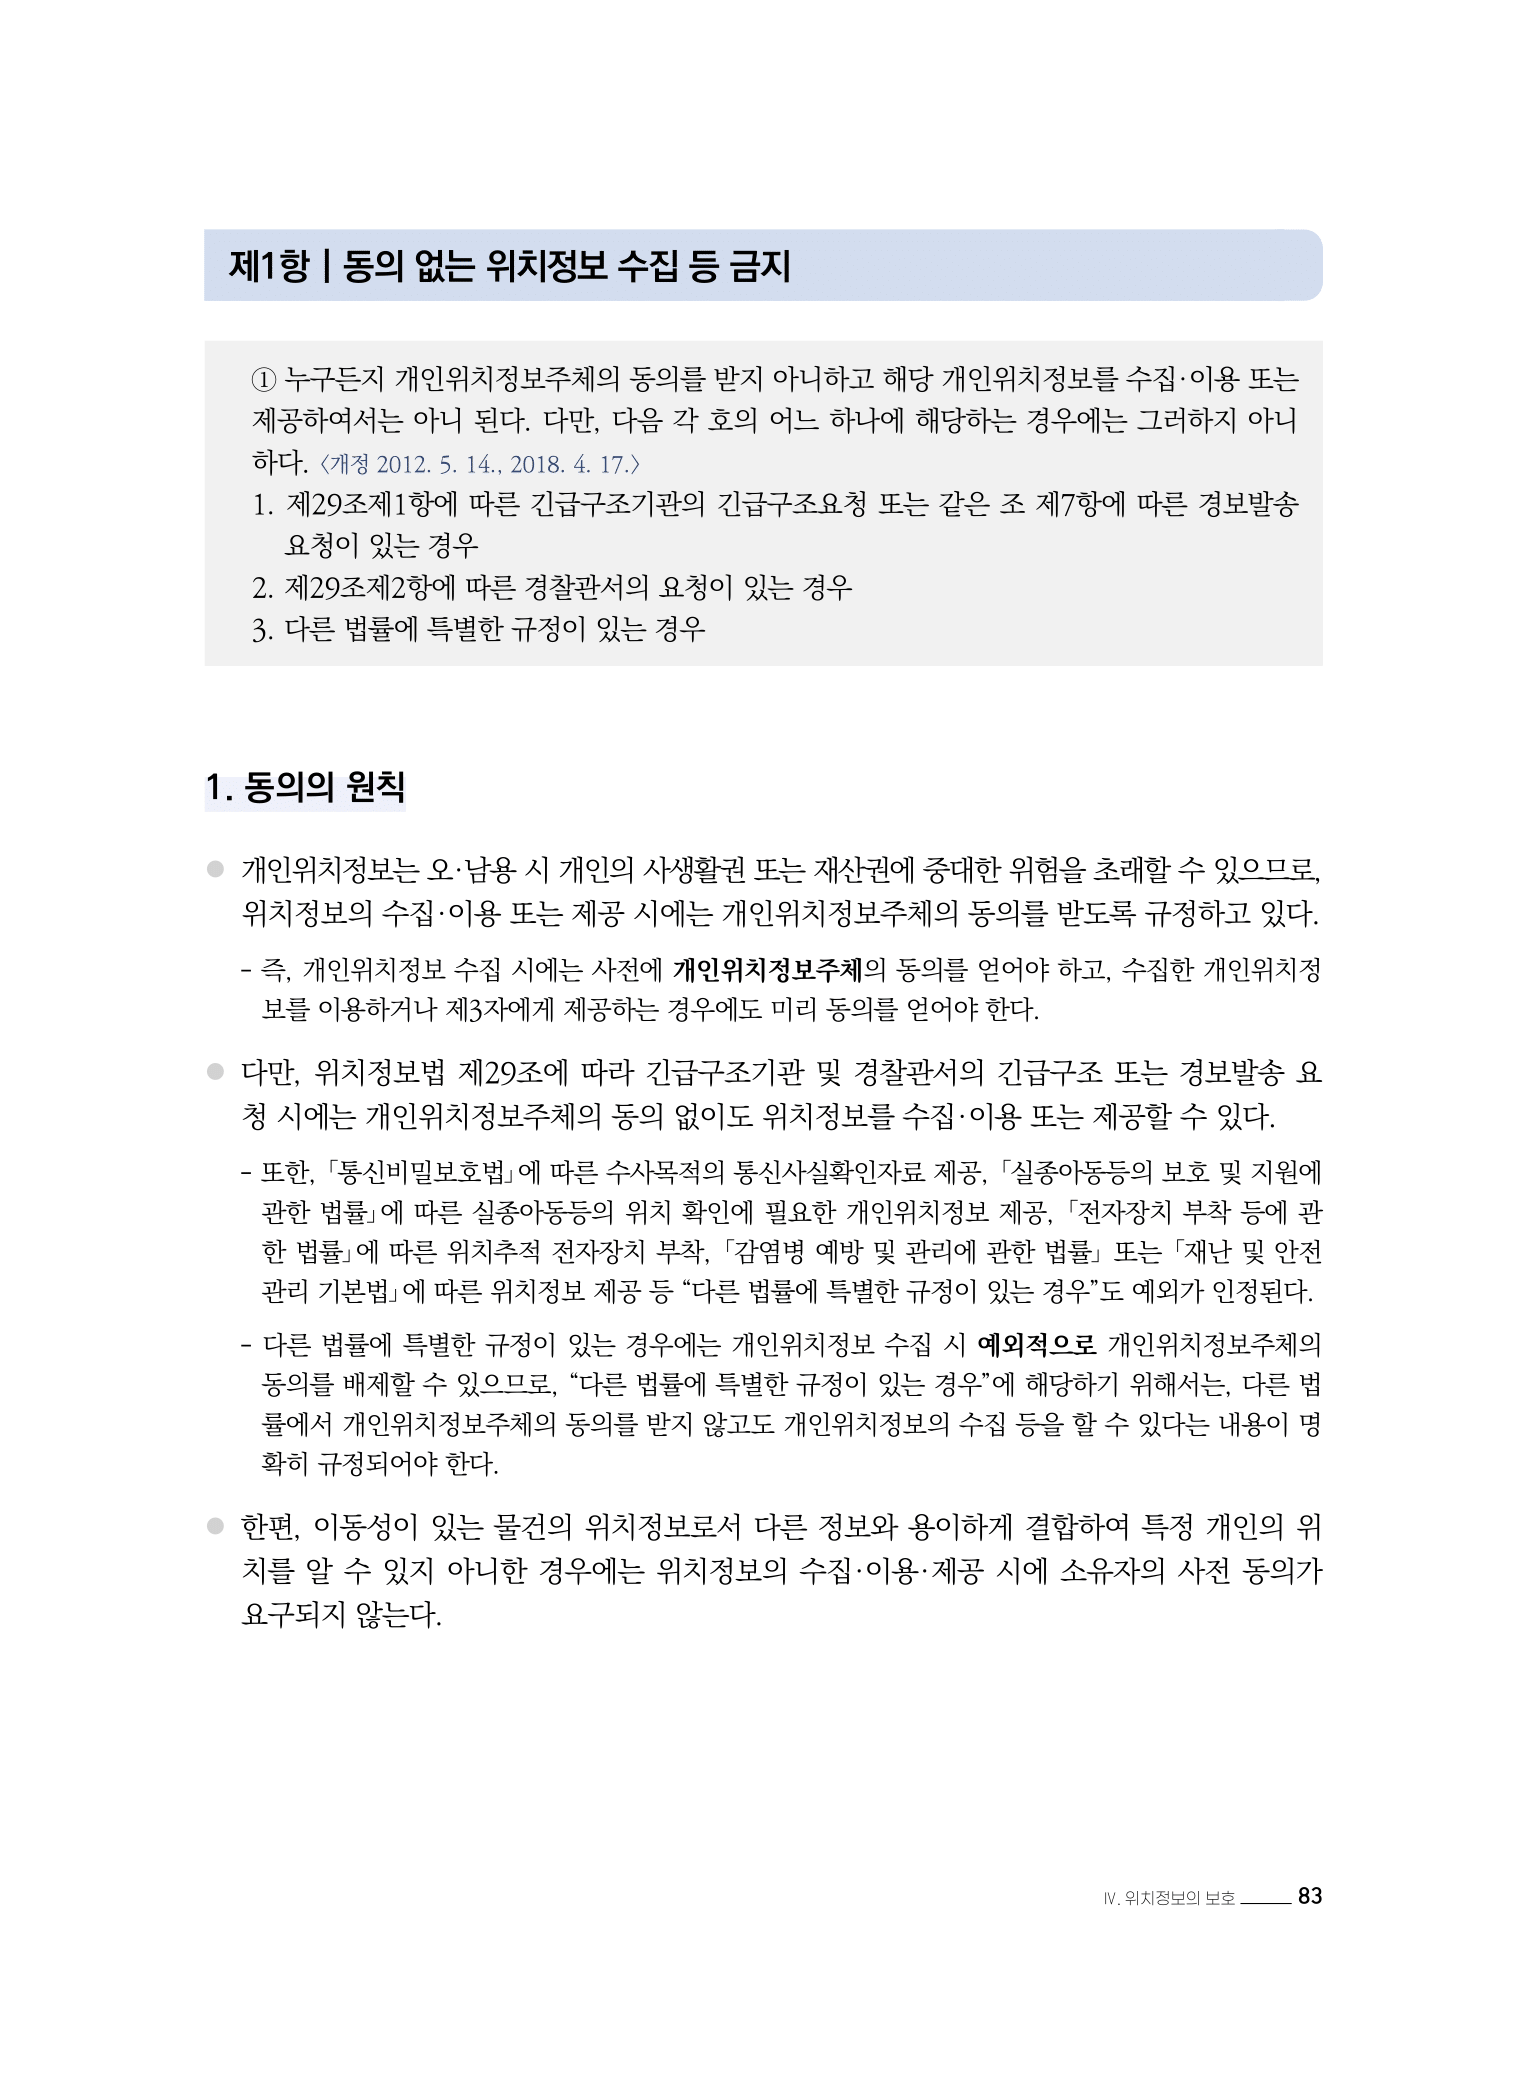 제1항 | 동의 없는 위치정보 수집 등 금지
① 누구든지 개인위치정보주체의 동의를 받지 아니하고 해당 개인위치정보를 수집·이용 또는
제공하여서는 아니 된다. 다만, 다음 각 호의 어느 하나에 해당하는 경우에는 그러하지 아니
하다. 〈개정 2012. 5. 14., 2018. 4. 17.〉
1. 제29조제1항에 따른 긴급구조기관의 긴급구조요청 또는 같은 조 제7항에 따른 경보발송
요청이 있는 경우
2. 제29조제2항에 따른 경찰관서의 요청이 있는 경우
3. 다른 법률에 특별한 규정이 있는 경우
1. 동의의 원칙
● 개인위치정보는 오·남용 시 개인의 사생활권 또는 재산권에 중대한 위험을 초래할 수 있으므로,
위치정보의 수집·이용 또는 제공 시에는 개인위치정보주체의 동의를 받도록 규정하고 있다.
- 즉, 개인위치정보 수집 시에는 사전에 개인위치정보주체의 동의를 얻어야 하고, 수집한 개인위치정
보를 이용하거나 제3자에게 제공하는 경우에도 미리 동의를 얻어야 한다.
● 다만, 위치정보법 제29조에 따라 긴급구조기관 및 경찰관서의 긴급구조 또는 경보발송 요
청 시에는 개인위치정보주체의 동의 없이도 위치정보를 수집·이용 또는 제공할 수 있다.
- 또한, 「통신비밀보호법」에 따른 수사목적의 통신사실확인자료 제공, 「실종아동등의 보호 및 지원에
관한 법률」에 따른 실종아동등의 위치 확인에 필요한 개인위치정보 제공, 「전자장치 부착 등에 관
한 법률」에 따른 위치추적 전자장치 부착, 「감염병 예방 및 관리에 관한 법률」 또는 「재난 및 안전
관리 기본법」에 따른 위치정보 제공 등 “다른 법률에 특별한 규정이 있는 경우”도 예외가 인정된다.
- 다른 법률에 특별한 규정이 있는 경우에는 개인위치정보 수집 시 예외적으로 개인위치정보주체의
동의를 배제할 수 있으므로, “다른 법률에 특별한 규정이 있는 경우”에 해당하기 위해서는, 다른 법
률에서 개인위치정보주체의 동의를 받지 않고도 개인위치정보의 수집 등을 할 수 있다는 내용이 명
확히 규정되어야 한다.
● 한편, 이동성이 있는 물건의 위치정보로서 다른 정보와 용이하게 결합하여 특정 개인의 위
치를 알 수 있지 아니한 경우에는 위치정보의 수집·이용·제공 시에 소유자의 사전 동의가
요구되지 않는다.
Ⅳ. 위치정보의 보호 83